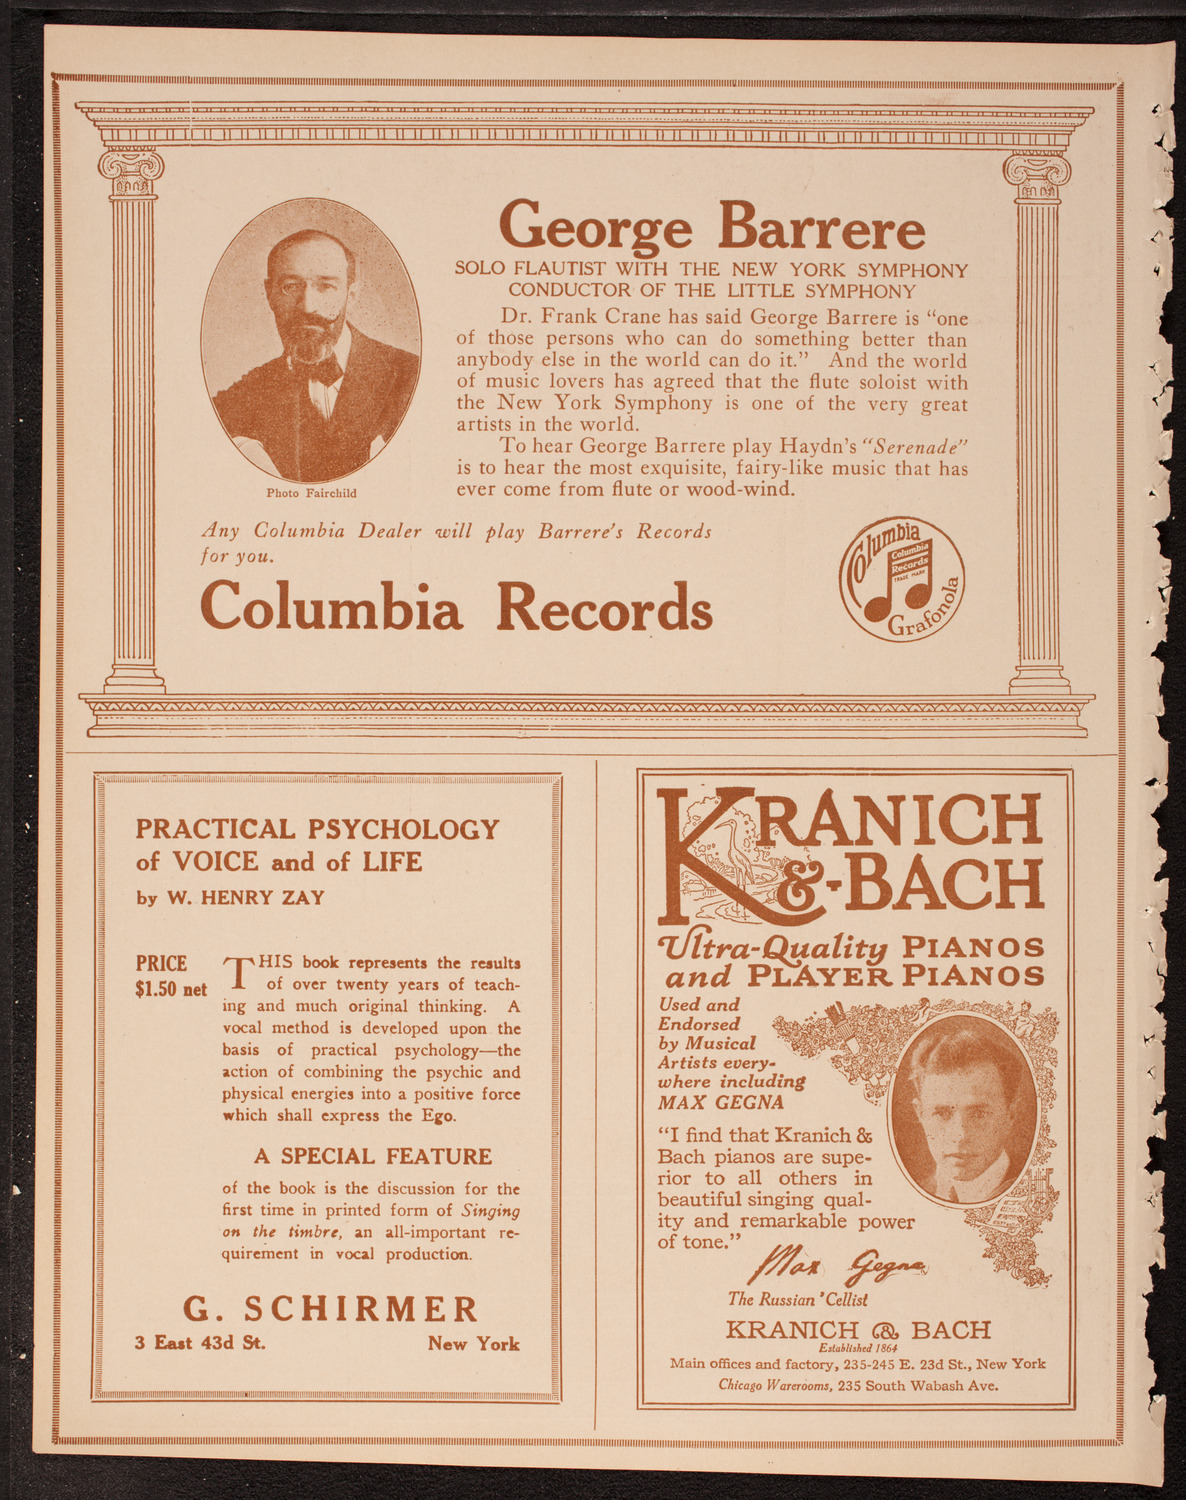 George Barrere
SOLO FLAUTIST WITH THE NEW YORK SYMPHONY
CONDUCTOR OF THE LITTLE SYMPHONY
Dr. Frank Crane has said George Barrere is “one
of those persons who can do something better than
anybody else in the world can do it.” And the world
of music lovers has agreed that the flute soloist with
the New York Symphony is one of the very great
artists in the world.
To hear George Barrere play Haydn's “Serenade”
is to hear the most exquisite, fairy-like music that has
ever come from flute or wood-wind.
Photo Fairchild
Any Columbia Dealer will play Barrere's Records
for you.
Columbia Records
Columbia
Columbia
Records
TRADE MARK
Grafonola
PRACTICAL PSYCHOLOGY
of VOICE and of LIFE
by W. HENRY ZAY
PRICE
$1.50 net
THIS book represents the results
of over twenty years of teach-
ing and much original thinking. A
vocal method is developed upon the
basis of practical psychology—the
action of combining the psychic and
physical energies into a positive force
which shall express the Ego.
A SPECIAL FEATURE
of the book is the discussion for the
first time in printed form of Singing
on the timbre, an all-important re-
quirement in vocal production.
G. SCHIRMER
3 East 43d St. New York
KRANICH
&-BACH
Ultra-Quality PIANOS
and PLAYER PIANOS
Used and
Endorsed
by Musical
Artists every-
where including
MAX GEGNA
“I find that Kranich &
Bach pianos are supe-
rior to all others in
beautiful singing qual-
ity and remarkable power
of tone.”
Max Gegna
The Russian 'Cellist
KRANICH & BACH
Established 1864
Main offices and factory, 235-245 E. 23d St., New York
Chicago Warerooms, 235 South Wabash Ave.